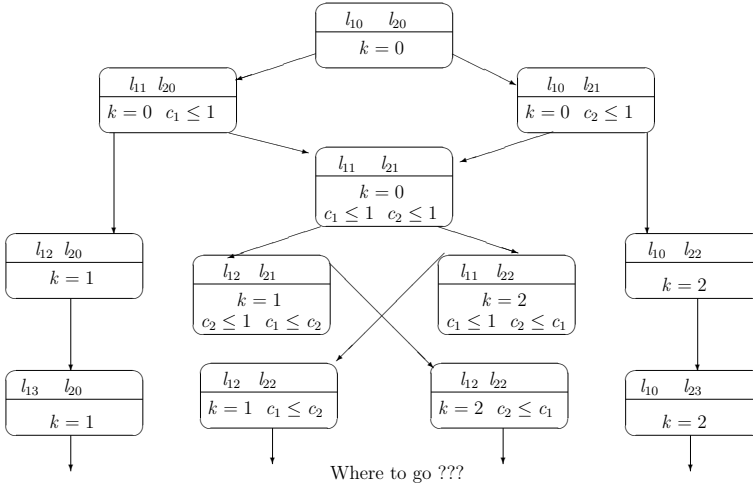 l₁₀ l₂₀
k = 0
l₁₁ l₂₀
k = 0 c₁ ≤ 1
l₁₀ l₂₁
k = 0 c₂ ≤ 1
l₁₁ l₂₁
k = 0
c₁ ≤ 1 c₂ ≤ 1
l₁₂ l₂₀
k = 1
l₁₂ l₂₁
k = 1
c₂ ≤ 1 c₁ ≤ c₂
l₁₁ l₂₂
k = 2
c₁ ≤ 1 c₂ ≤ c₁
l₁₀ l₂₂
k = 2
l₁₃ l₂₀
k = 1
l₁₂ l₂₂
k = 1 c₁ ≤ c₂
l₁₂ l₂₂
k = 2 c₂ ≤ c₁
l₁₀ l₂₃
k = 2
Where to go ???